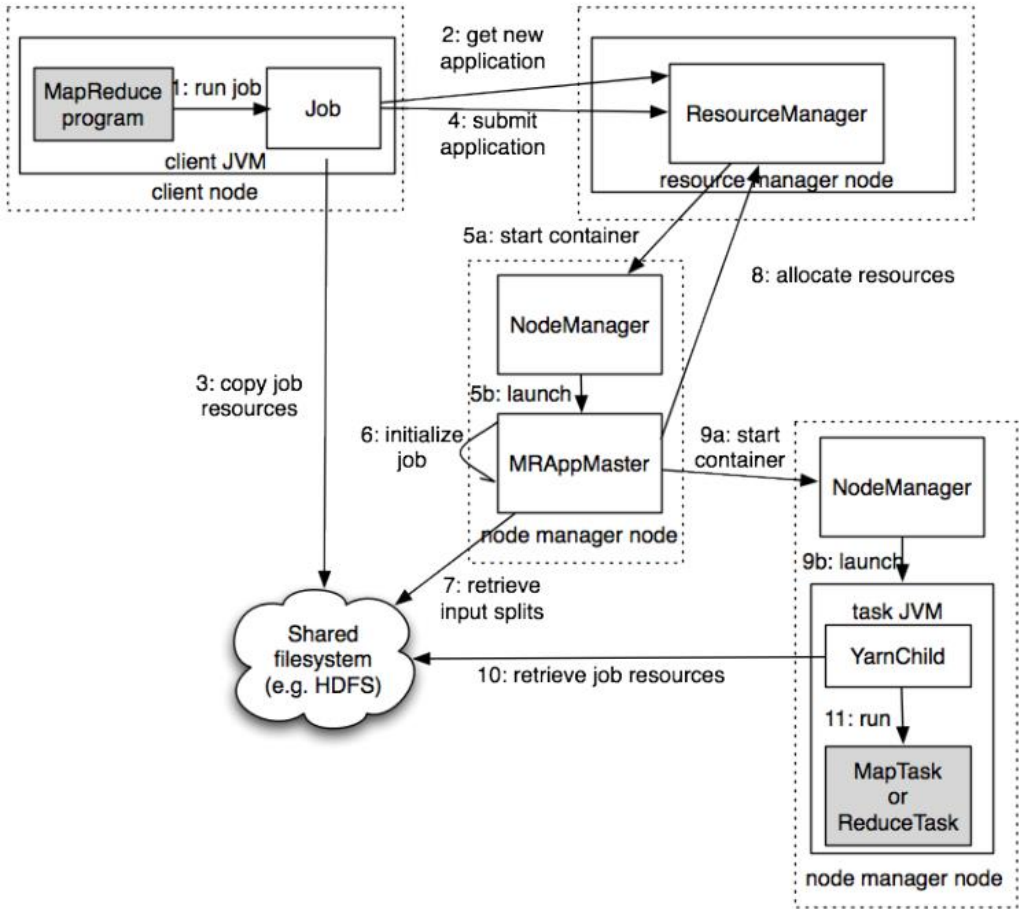 2: get new
application
MapReduce
program
1: run job
Job
ResourceManager
4: submit
application
client JVM
client node
resource manager node
5a: start container
8: allocate resources
NodeManager
3: copy job
resources
5b: launch
6: initialize
job
MRAppMaster
9a: start
container
NodeManager
node manager node
9b: launch
7: retrieve
input splits
task JVM
Shared
filesystem
(e.g. HDFS)
YarnChild
10: retrieve job resources
11: run
MapTask
or
ReduceTask
node manager node